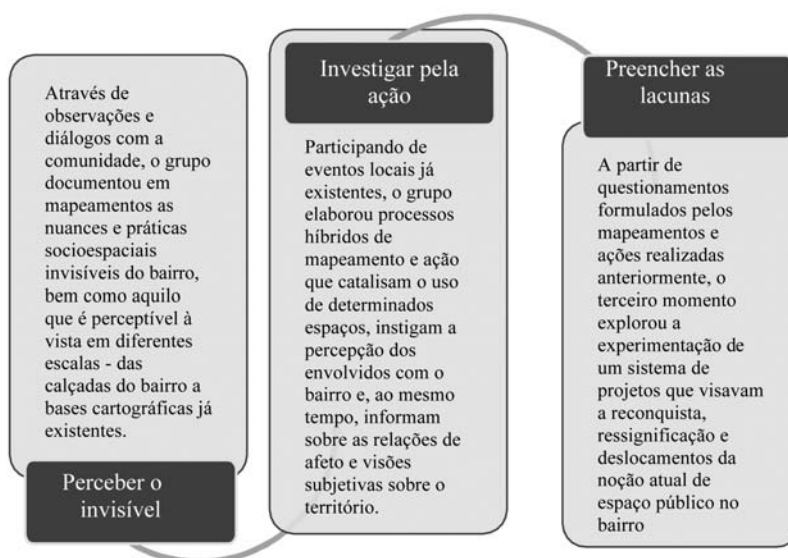 Através de
observações e
diálogos com a
comunidade, o grupo
documentou em
mapeamentos as
nuances e práticas
socioespaciais
invisíveis do bairro,
bem como aquilo
que é perceptível à
vista em diferentes
escalas - das
calçadas do bairro a
bases cartográficas já
existentes.
Perceber o
invisível
Investigar pela
ação
Participando de
eventos locais já
existentes, o grupo
elaborou processos
híbridos de
mapeamento e ação
que catalisam o uso
de determinados
espaços, instigam a
percepção dos
envolvidos com o
bairro e, ao mesmo
tempo, informam
sobre as relações de
afeto e visões
subjetivas sobre o
território.
Preencher as
lacunas
A partir de
questionamentos
formulados pelos
mapeamentos e
ações realizadas
anteriormente, o
terceiro momento
explorou a
experimentação de
um sistema de
projetos que visavam
a reconquista,
ressignificação e
deslocamentos da
noção atual de
espaço público no
bairro